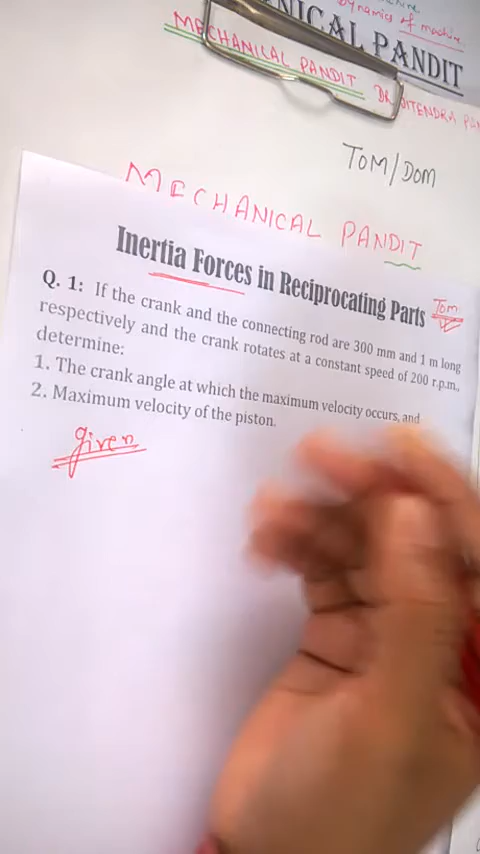 Dynamics of machine
NICAL PANDIT
MECHANICAL PANDIT
TOM/DOM
MECHANICAL PANDIT
Inertia Forces in Reciprocating Parts
Tom
Q. 1: If the crank and the connecting rod are 300 mm and 1 m long
respectively and the crank rotates at a constant speed of 200 r.p.m.,
determine:
1. The crank angle at which the maximum velocity occurs, and
2. Maximum velocity of the piston.
given